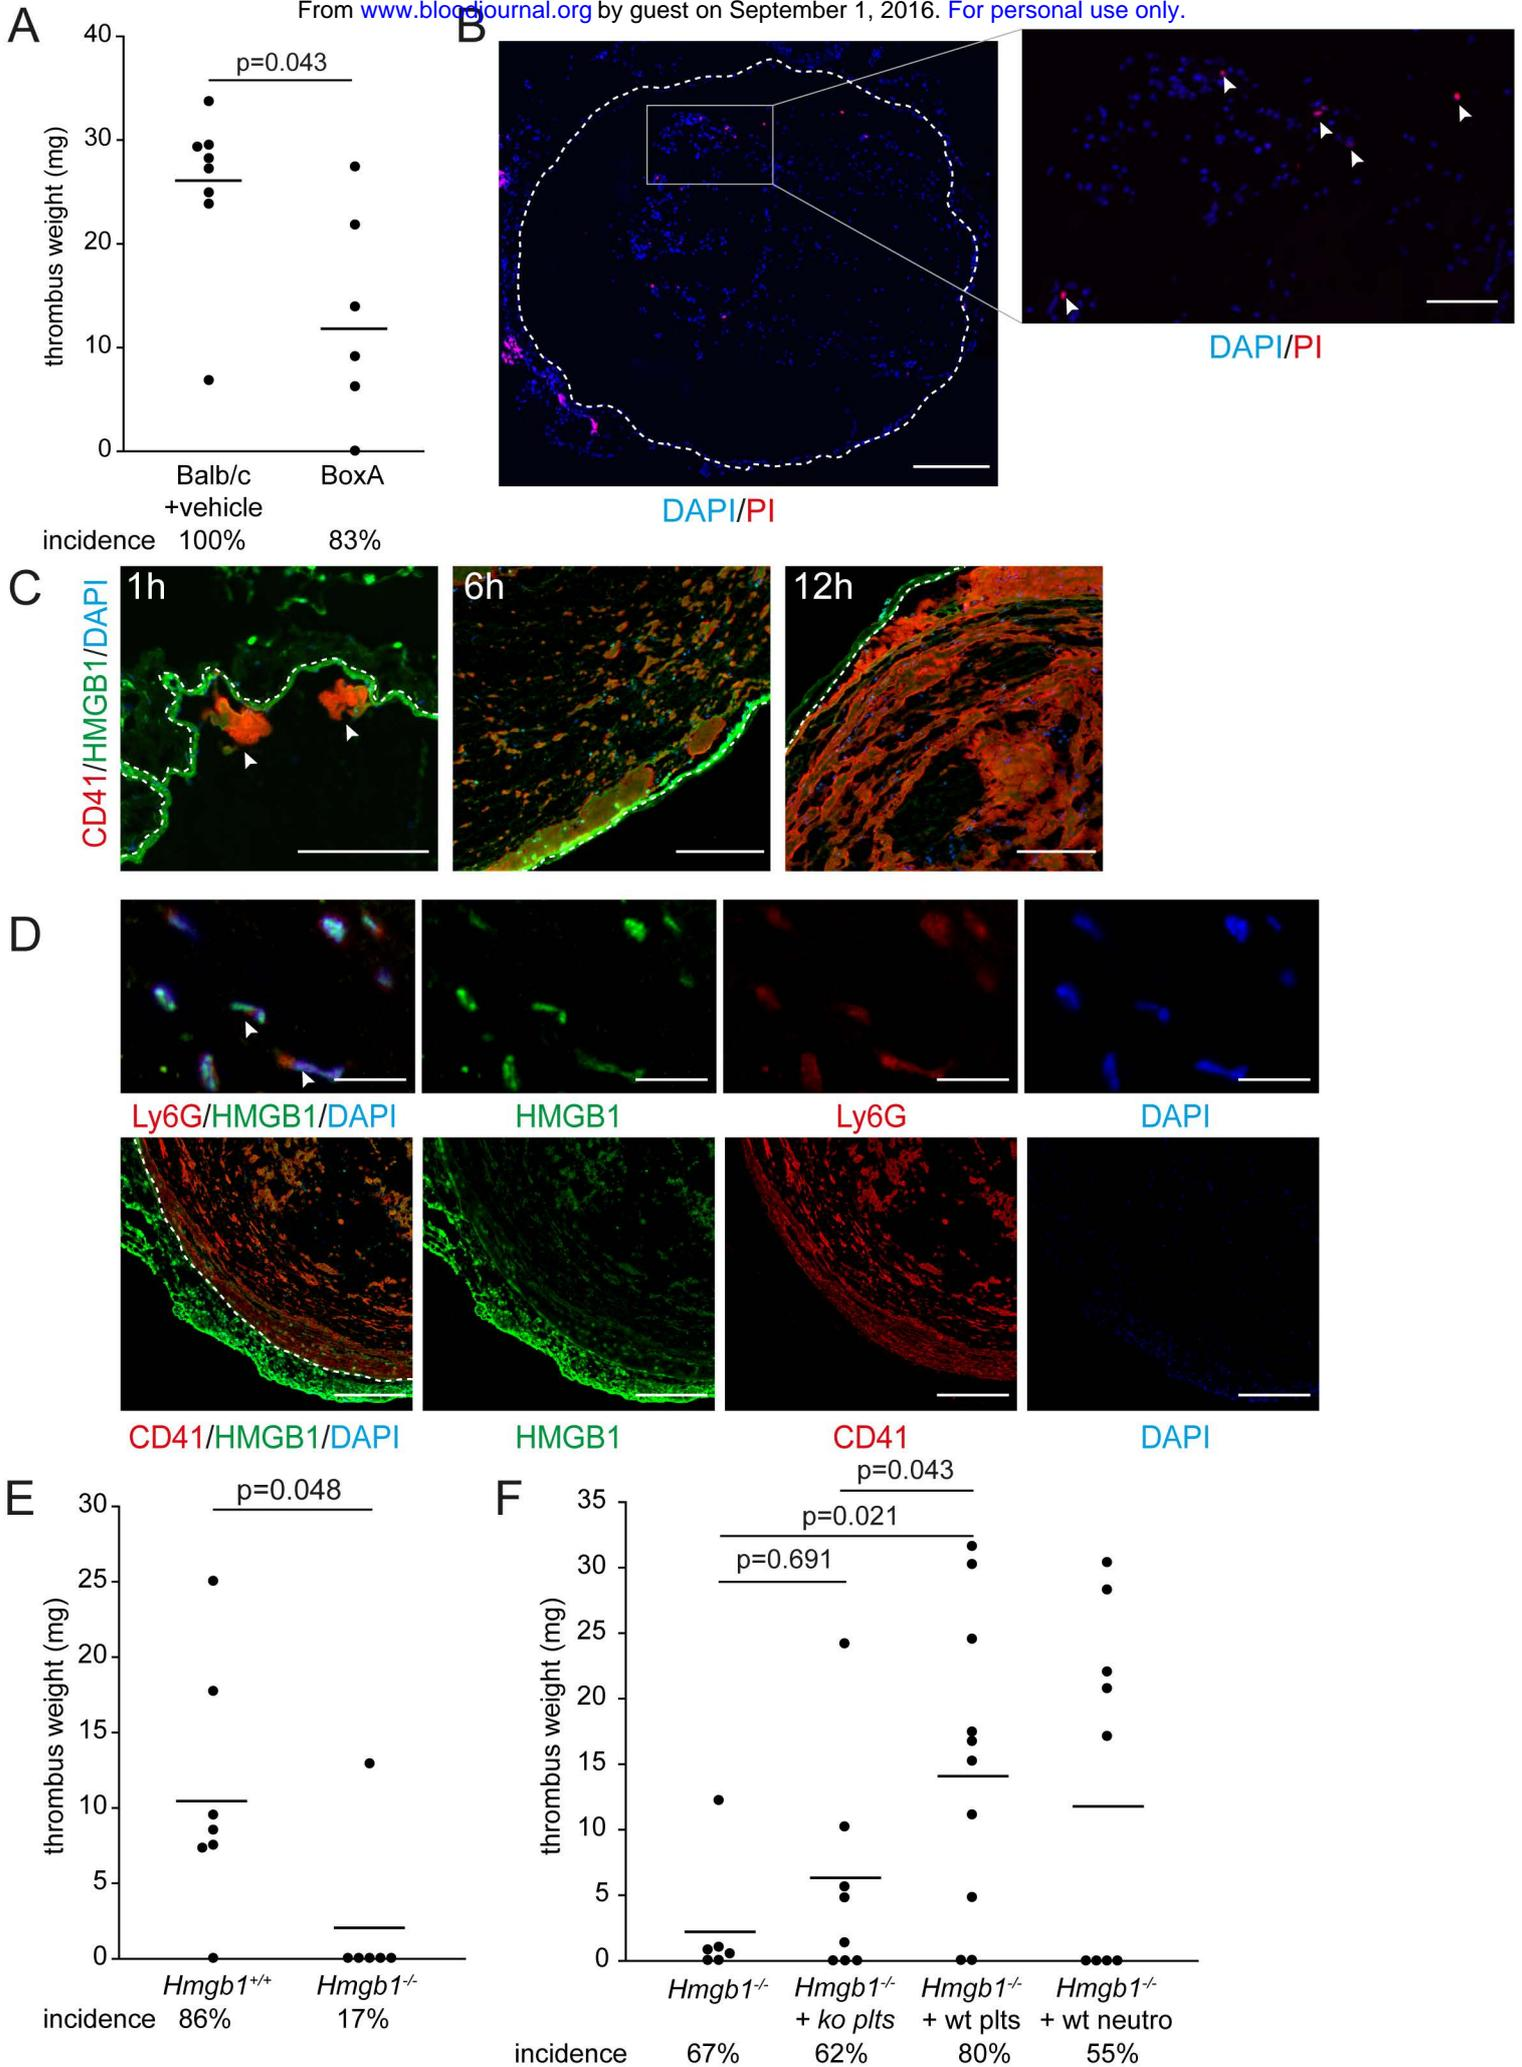 From www.bloodjournal.org by guest on September 1, 2016. For personal use only.
A
40
30
20
10
0
thrombus weight (mg)
p=0.043
Balb/c
+vehicle
BoxA
incidence 100% 83%
B
DAPI/PI
DAPI/PI
C
CD41/HMGB1/DAPI
1h
6h
12h
D
Ly6G/HMGB1/DAPI
HMGB1
Ly6G
DAPI
CD41/HMGB1/DAPI
HMGB1
CD41
DAPI
E
30
25
20
15
10
5
0
thrombus weight (mg)
p=0.048
Hmgb1+/+ Hmgb1-/-
incidence 86% 17%
F
35
30
25
20
15
10
5
0
thrombus weight (mg)
p=0.043
p=0.021
p=0.691
Hmgb1-/- Hmgb1-/- Hmgb1-/- Hmgb1-/-
+ ko plts + wt plts + wt neutro
incidence 67% 62% 80% 55%